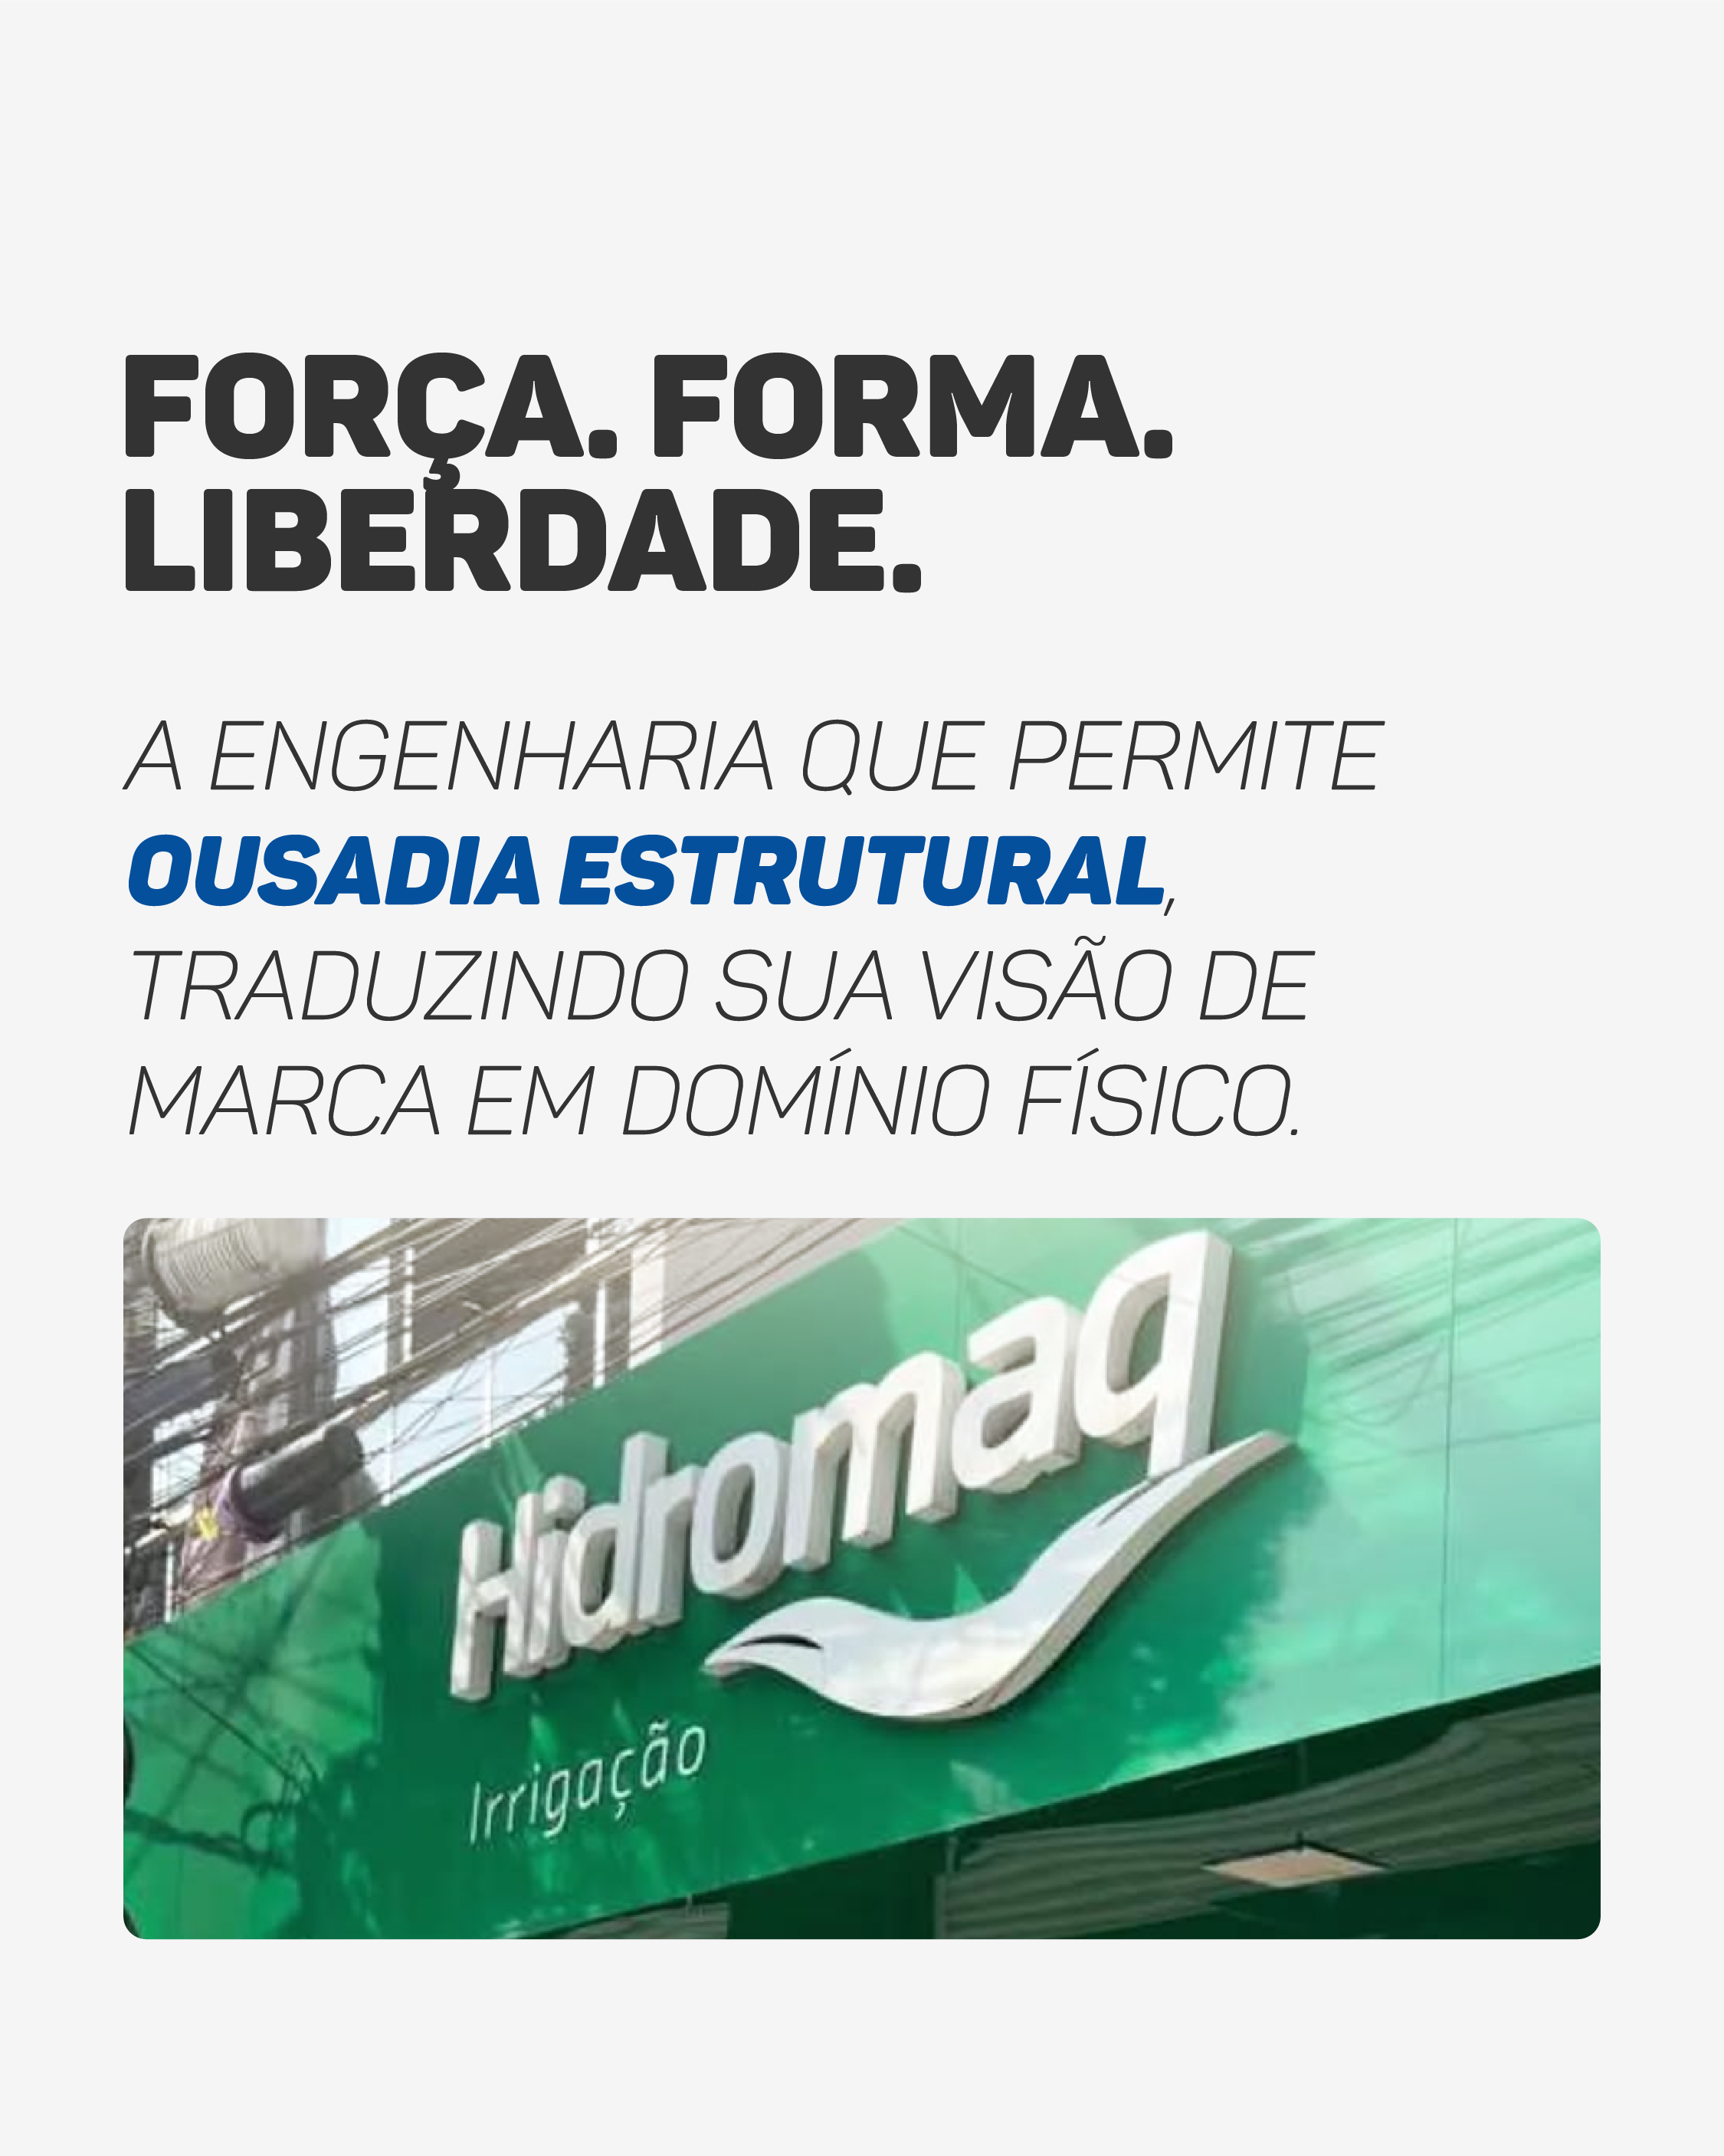 FORÇA. FORMA.
LIBERDADE.
A ENGENHARIA QUE PERMITE
OUSADIA ESTRUTURAL,
TRADUZINDO SUA VISÃO DE
MARCA EM DOMÍNIO FÍSICO.
Hidromaq
Irrigação